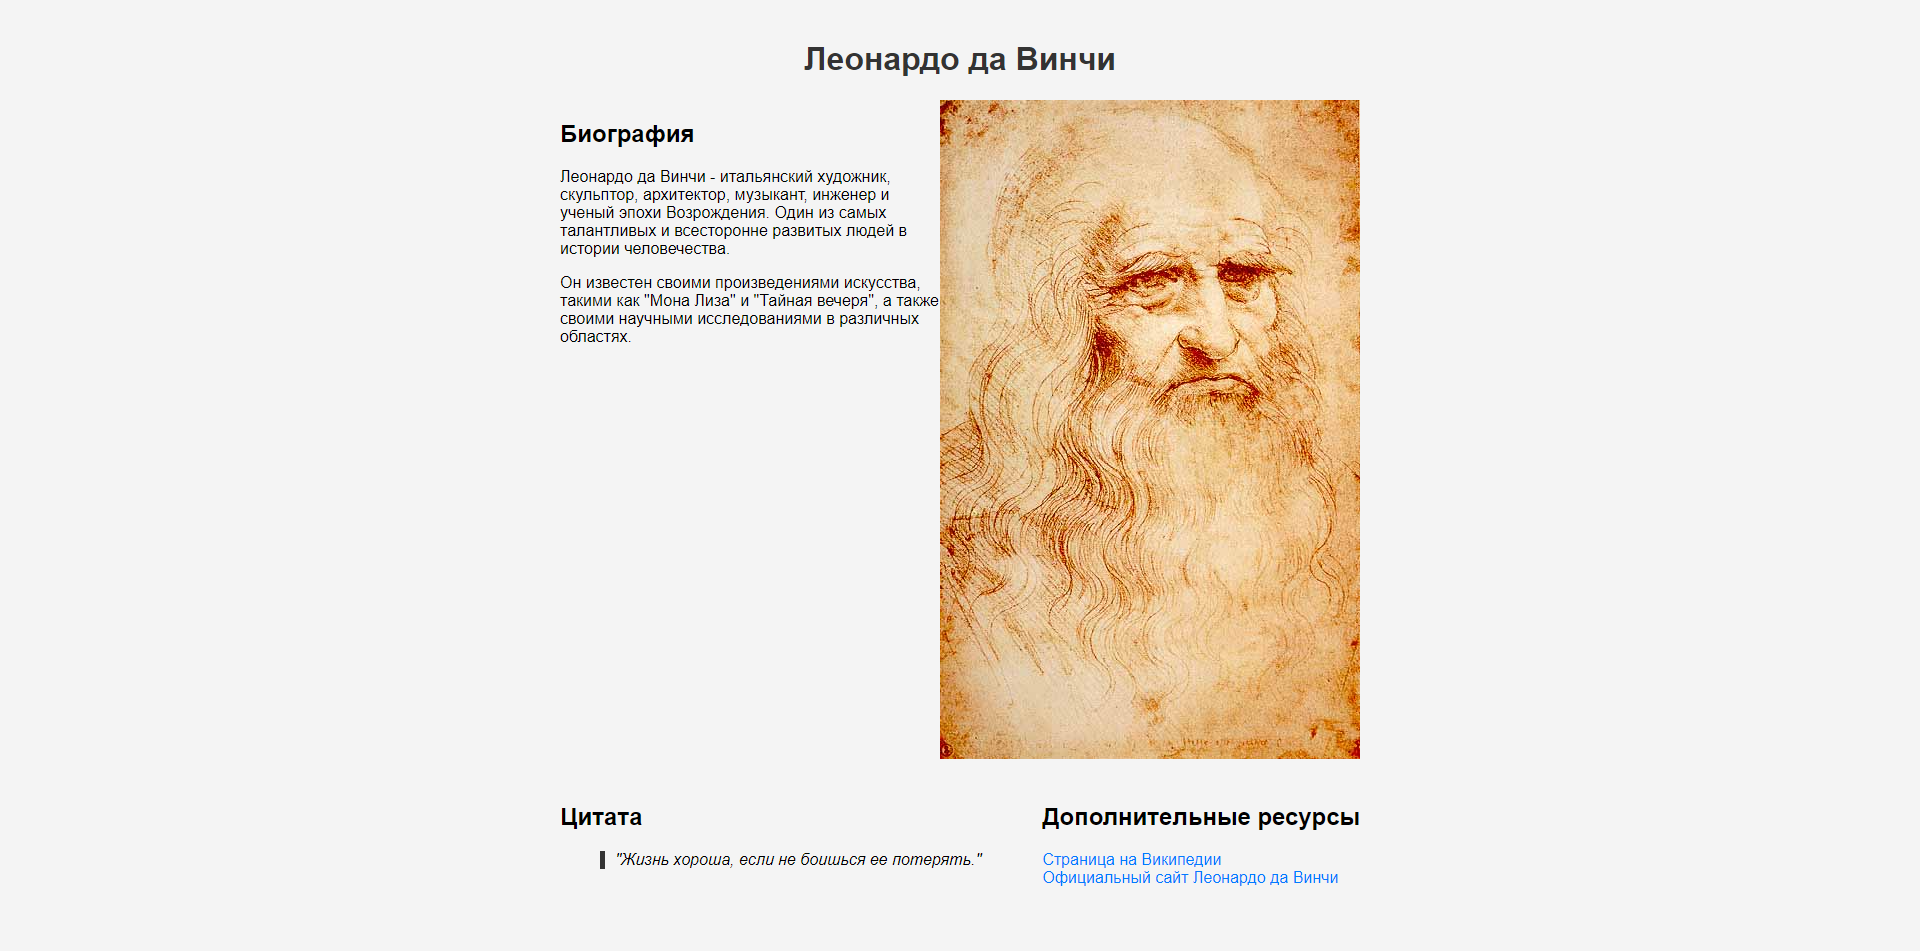 Леонардо да Винчи
Биография
Леонардо да Винчи - итальянский художник,
скульптор, архитектор, музыкант, инженер и
ученый эпохи Возрождения. Один из самых
талантливых и всесторонне развитых людей в
истории человечества.
Он известен своими произведениями искусства,
такими как "Мона Лиза" и "Тайная вечеря", а также
своими научными исследованиями в различных
областях.
Цитата
"Жизнь хороша, если не боишься ее потерять."
Дополнительные ресурсы
Страница на Википедии
Официальный сайт Леонардо да Винчи